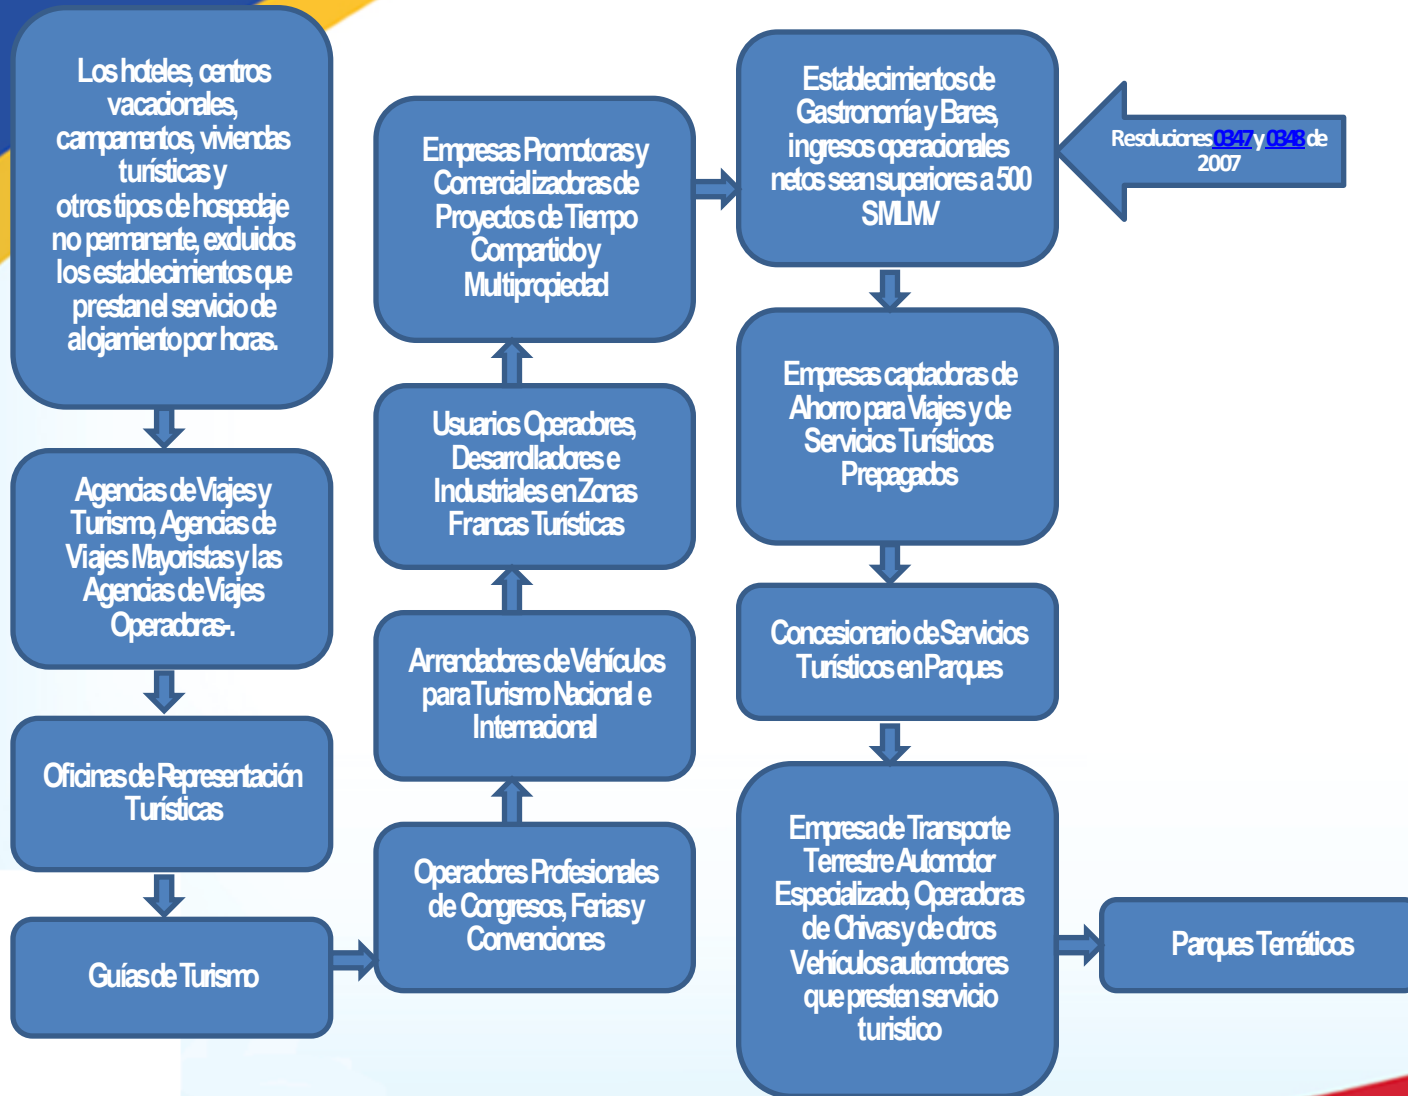 Los hoteles, centros
vacacionales,
campamentos, viviendas
turísticas y
otros tipos de hospedaje
no permanente, excluidos
los establecimientos que
prestan el servicio de
alojamiento por horas.
Agencias de Viajes y
Turismo, Agencias de
Viajes Mayoristas y las
Agencias de Viajes
Operadoras-.
Oficinas de Representación
Turísticas
Guías de Turismo
Operadores Profesionales
de Congresos, Ferias y
Convenciones
Arrendadores de Vehículos
para Turismo Nacional e
Internacional
Usuarios Operadores,
Desarrolladores e
Industriales en Zonas
Francas Turísticas
Empresas Promotoras y
Comercializadoras de
Proyectos de Tiempo
Compartido y
Multipropiedad
Establecimientos de
Gastronomía y Bares,
ingresos operacionales
netos sean superiores a 500
SMLMV
Resoluciones 0347 y 0348 de
2007
Empresas captadoras de
Ahorro para Viajes y de
Servicios Turísticos
Prepagados
Concesionario de Servicios
Turísticos en Parques
Empresa de Transporte
Terrestre Automotor
Especializado, Operadoras
de Chivas y de otros
Vehículos automotores
que presten servicio
turistico
Parques Temáticos